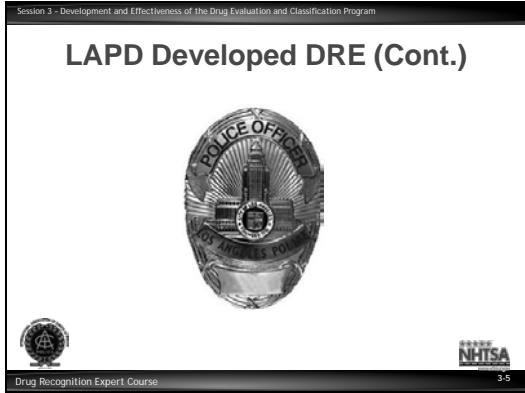 Session 3 – Development and Effectiveness of the Drug Evaluation and Classification Program
LAPD Developed DRE (Cont.)
POLICE OFFICER
LOS ANGELES POLICE
NHTSA
Drug Recognition Expert Course
3-5